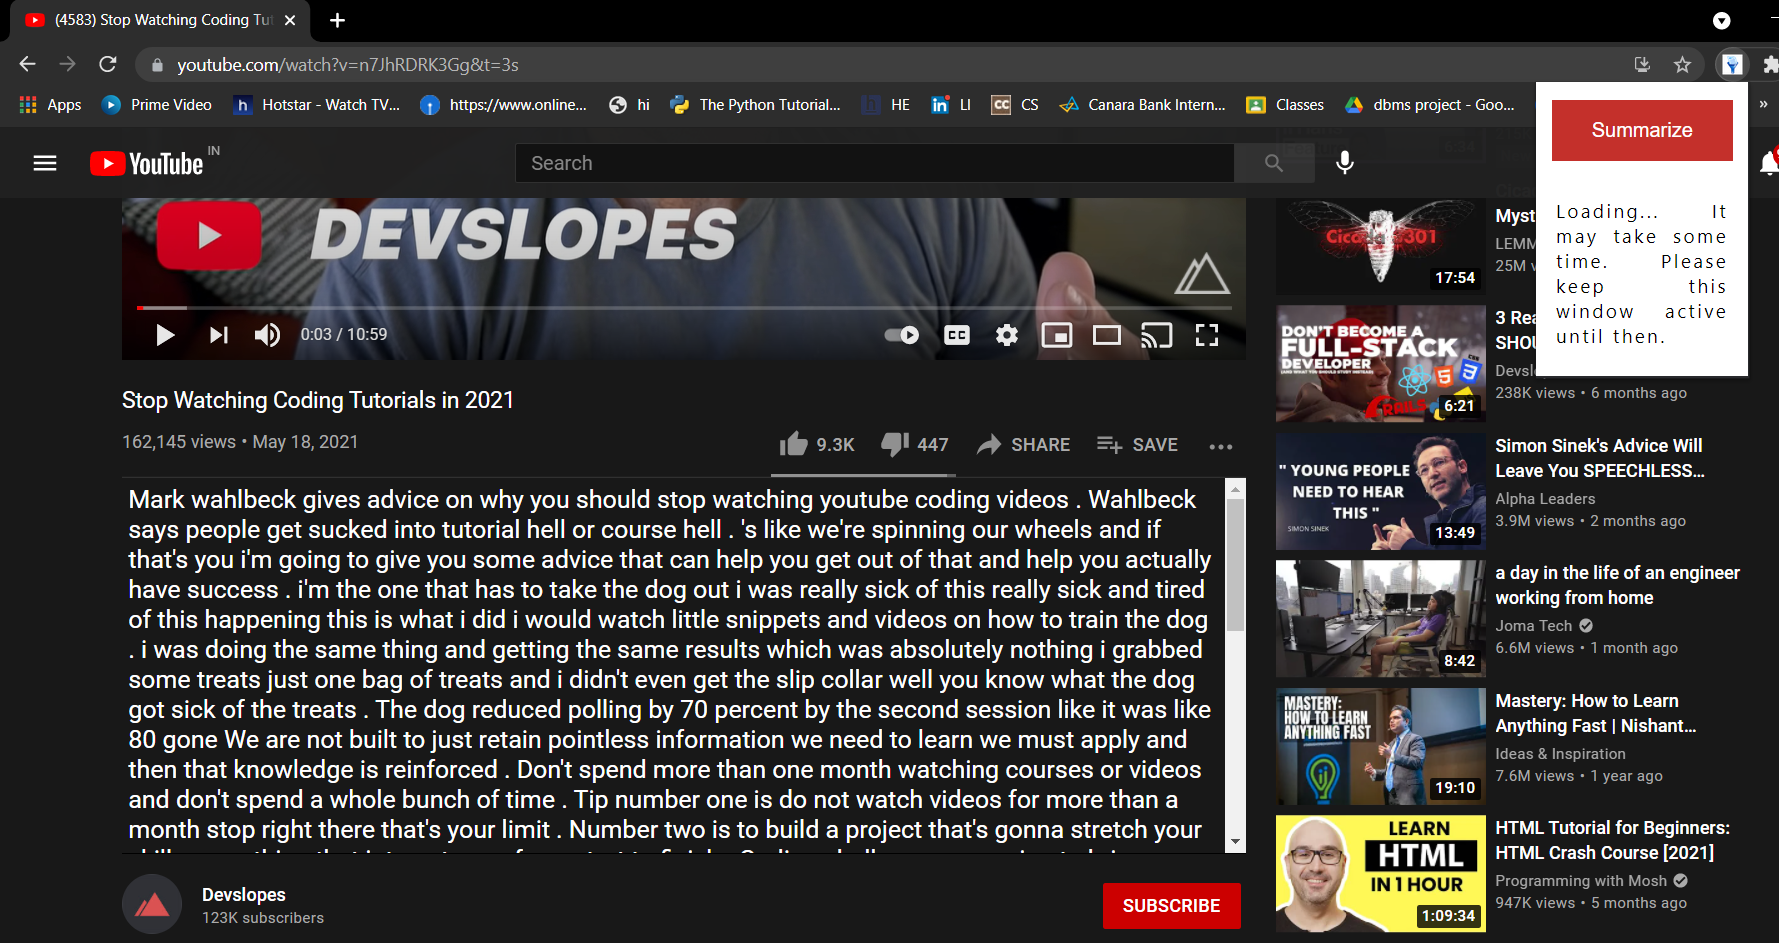 (4583) Stop Watching Coding Tut
youtube.com/watch?v=n7JhRDRK3Gg&t=3s
Apps Prime Video Hotstar - Watch TV... https://www.online... hi The Python Tutorial... HE LI CS Canara Bank Intern... Classes dbms project - Goo... »
Summarize
Loading... It
may take some
time. Please
keep this
window active
until then.
YouTube IN
Search
DEVSLOPES
0:03 / 10:59
CC
Stop Watching Coding Tutorials in 2021
162,145 views • May 18, 2021
9.3K 447 SHARE SAVE
Mark wahlbeck gives advice on why you should stop watching youtube coding videos . Wahlbeck
says people get sucked into tutorial hell or course hell . 's like we're spinning our wheels and if
that's you i'm going to give you some advice that can help you get out of that and help you actually
have success . i'm the one that has to take the dog out i was really sick of this really sick and tired
of this happening this is what i did i would watch little snippets and videos on how to train the dog
. i was doing the same thing and getting the same results which was absolutely nothing i grabbed
some treats just one bag of treats and i didn't even get the slip collar well you know what the dog
got sick of the treats . The dog reduced polling by 70 percent by the second session like it was like
80 gone We are not built to just retain pointless information we need to learn we must apply and
then that knowledge is reinforced . Don't spend more than one month watching courses or videos
and don't spend a whole bunch of time . Tip number one is do not watch videos for more than a
month stop right there that's your limit . Number two is to build a project that's gonna stretch your
Devslopes
123K subscribers
SUBSCRIBE
Cicada 3301
17:54
Myst
LEMM
25M v
DON'T BECOME A
FULL-STACK
DEVELOPER
(AND WHAT YOU SHOULD STUDY INSTEAD)
RAILS
6:21
3 Rea
SHOU
Devslo
238K views • 6 months ago
" YOUNG PEOPLE
NEED TO HEAR
THIS "
SIMON SINEK
13:49
Simon Sinek's Advice Will
Leave You SPEECHLESS...
Alpha Leaders
3.9M views • 2 months ago
8:42
a day in the life of an engineer
working from home
Joma Tech
6.6M views • 1 month ago
MASTERY:
HOW TO LEARN
ANYTHING FAST
19:10
Mastery: How to Learn
Anything Fast | Nishant...
Ideas & Inspiration
7.6M views • 1 year ago
LEARN
HTML
IN 1 HOUR
1:09:34
HTML Tutorial for Beginners:
HTML Crash Course [2021]
Programming with Mosh
947K views • 5 months ago